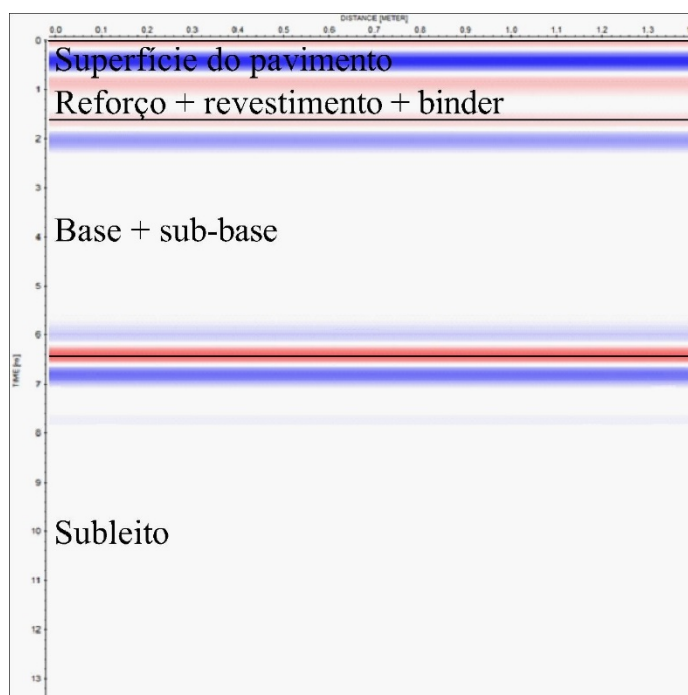 DISTANCE [METER]
0.0 0.1 0.2 0.3 0.4 0.5 0.6 0.7 0.8 0.9 1.0 1.1 1.2 1.3
0
Superfície do pavimento
1
Reforço + revestimento + binder
2
3
Base + sub-base
4
5
6
TIME [ns]
7
8
9
Subleito
10
11
12
13